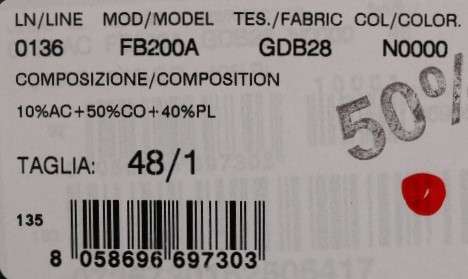 LN/LINE MOD/MODEL TES./FABRIC COL/COLOR.
0136 FB200A GDB28 N0000
COMPOSIZIONE/COMPOSITION
10%AC+50%CO+40%PL
50%
TAGLIA: 48/1
135
8 058696 697303